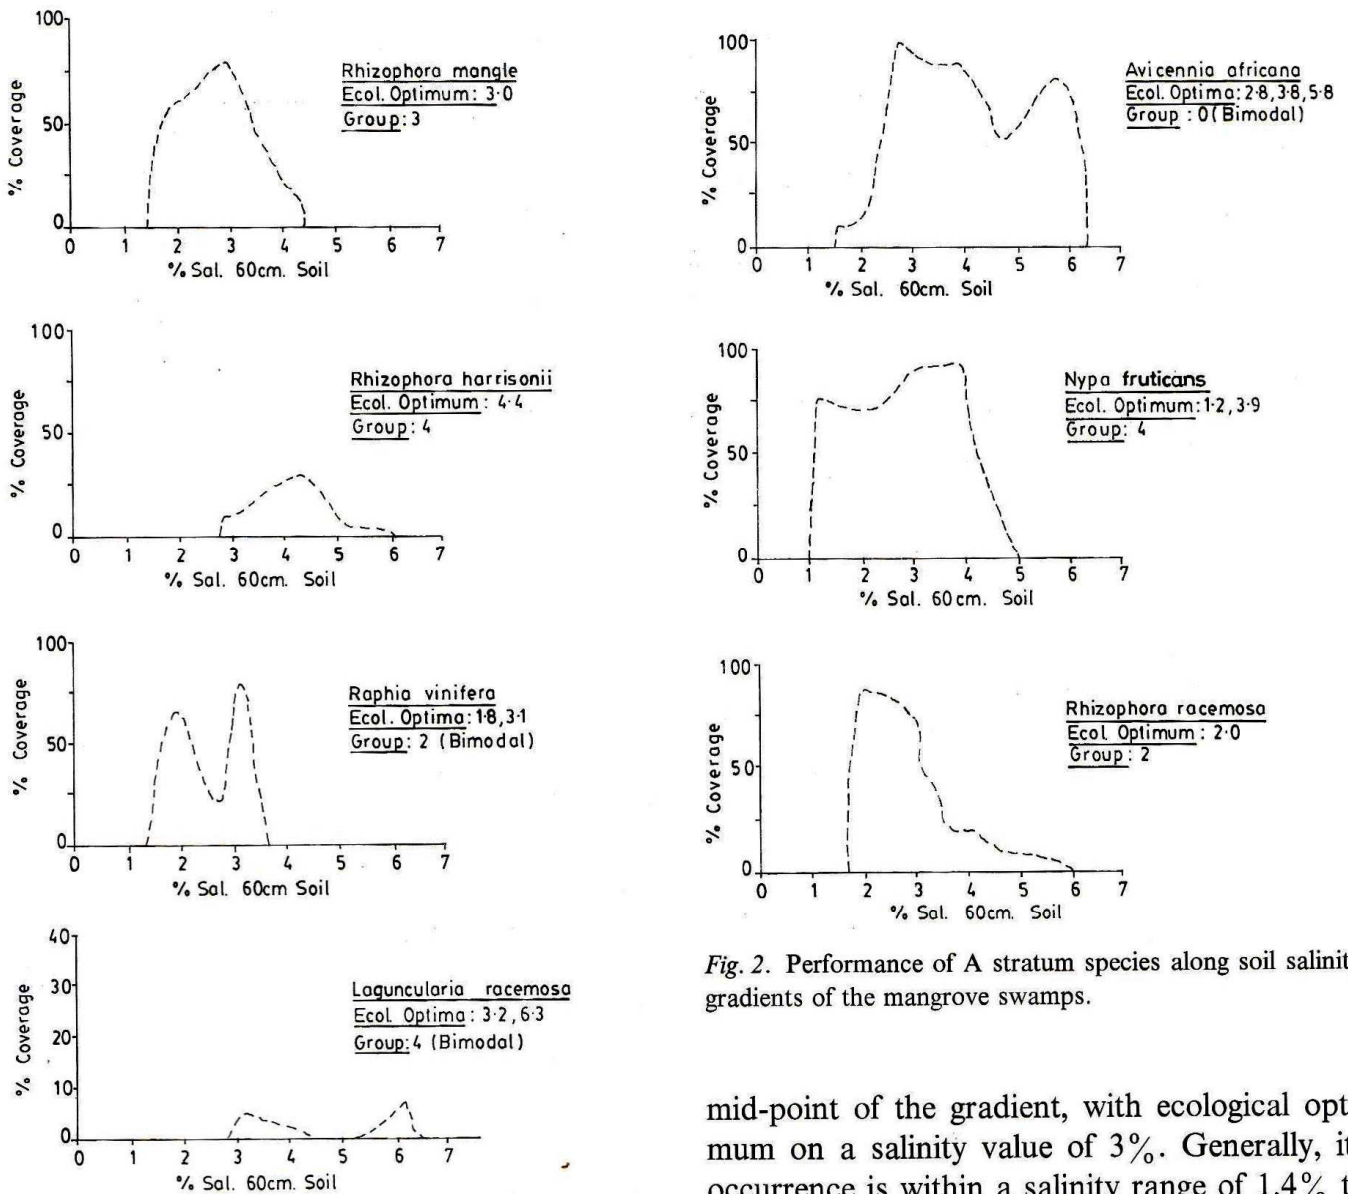 100
50
0
% Coverage
0 1 2 3 4 5 6 7
% Sal. 60cm. Soil
Rhizophora mangle
Ecol. Optimum: 3·0
Group: 3
100
50
0
% Coverage
0 1 2 3 4 5 6 7
% Sal. 60cm. Soil
Rhizophora harrisonii
Ecol. Optimum: 4·4
Group: 4
100
50
0
% Coverage
0 1 2 3 4 5 6 7
% Sal. 60cm Soil
Raphia vinifera
Ecol. Optima: 1·8, 3·1
Group: 2 (Bimodal)
40
30
20
10
0
% Coverage
0 1 2 3 4 5 6 7
% Sal. 60cm. Soil
Laguncularia racemosa
Ecol. Optima: 3·2, 6·3
Group: 4 (Bimodal)
100
50
0
% Coverage
0 1 2 3 4 5 6 7
% Sal. 60cm. Soil
Avicennia africana
Ecol. Optima: 2·8, 3·8, 5·8
Group : 0 (Bimodal)
100
50
0
% Coverage
0 1 2 3 4 5 6 7
% Sal. 60cm. Soil
Nypa fruticans
Ecol. Optimum: 1·2, 3·9
Group: 4
100
50
0
% Coverage
0 1 2 3 4 5 6 7
% Sal. 60cm. Soil
Rhizophora racemosa
Ecol Optimum: 2·0
Group: 2
Fig. 2. Performance of A stratum species along soil salinit
gradients of the mangrove swamps.
mid-point of the gradient, with ecological opt
mum on a salinity value of 3%. Generally, it
occurrence is within a salinity range of 1.4% t